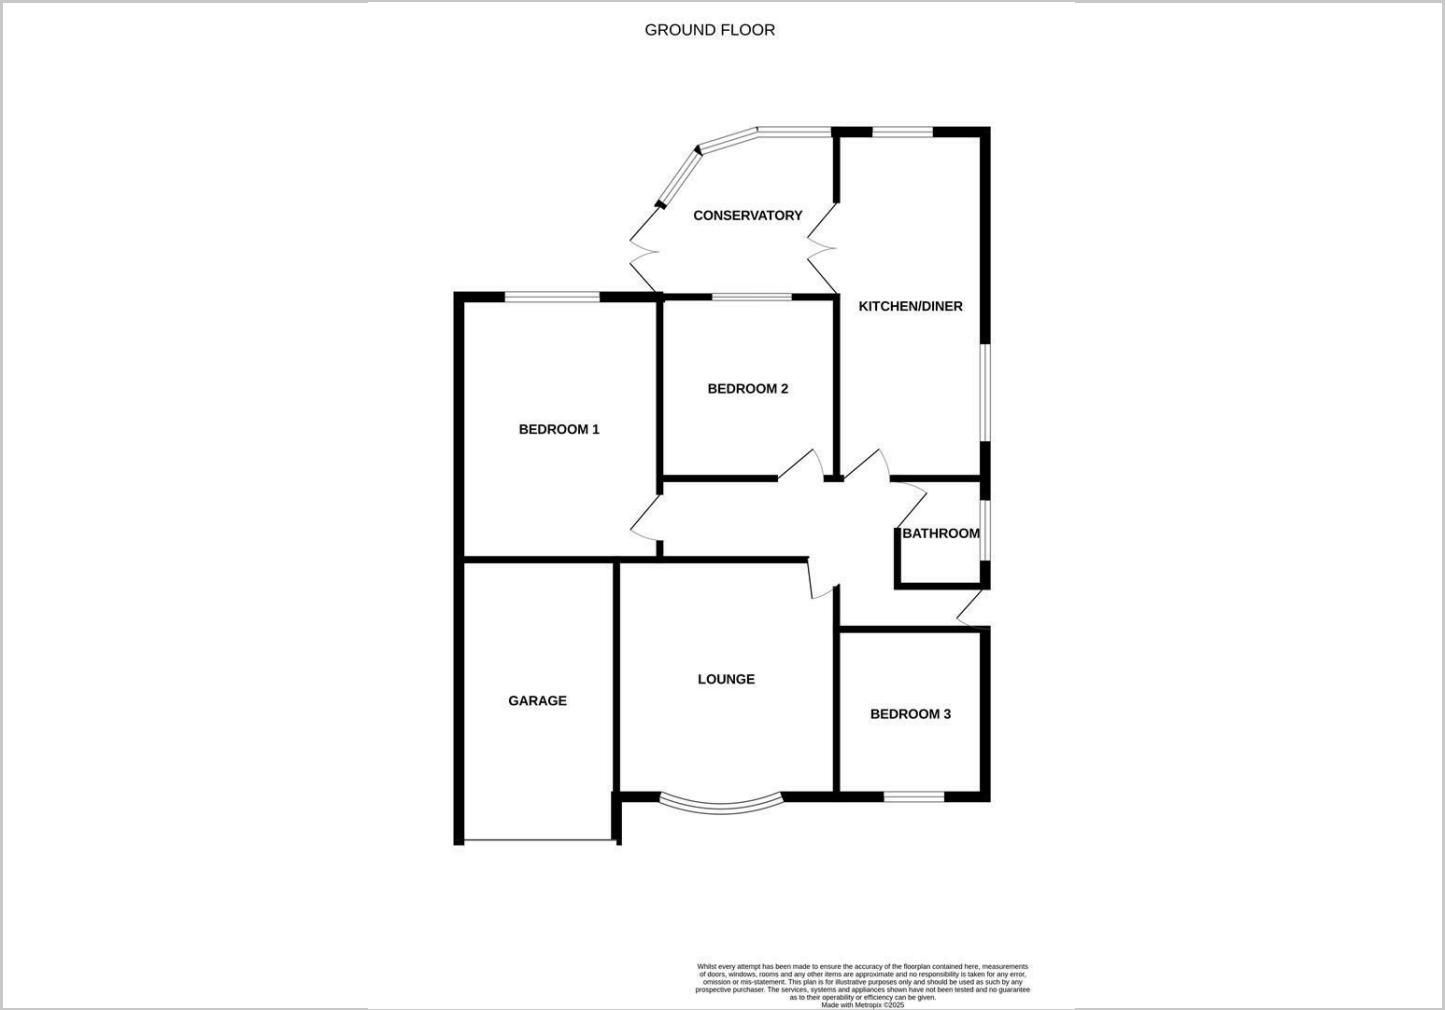 GROUND FLOOR
CONSERVATORY
KITCHEN/DINER
BEDROOM 2
BEDROOM 1
BATHROOM
LOUNGE
GARAGE
BEDROOM 3
Whilst every attempt has been made to ensure the accuracy of the floorplan contained here, measurements
of doors, windows, rooms and any other items are approximate and no responsibility is taken for any error,
omission or mis-statement. This plan is for illustrative purposes only and should be used as such by any
prospective purchaser. The services, systems and appliances shown have not been tested and no guarantee
as to their operability or efficiency can be given.
Made with Metropix ©2025